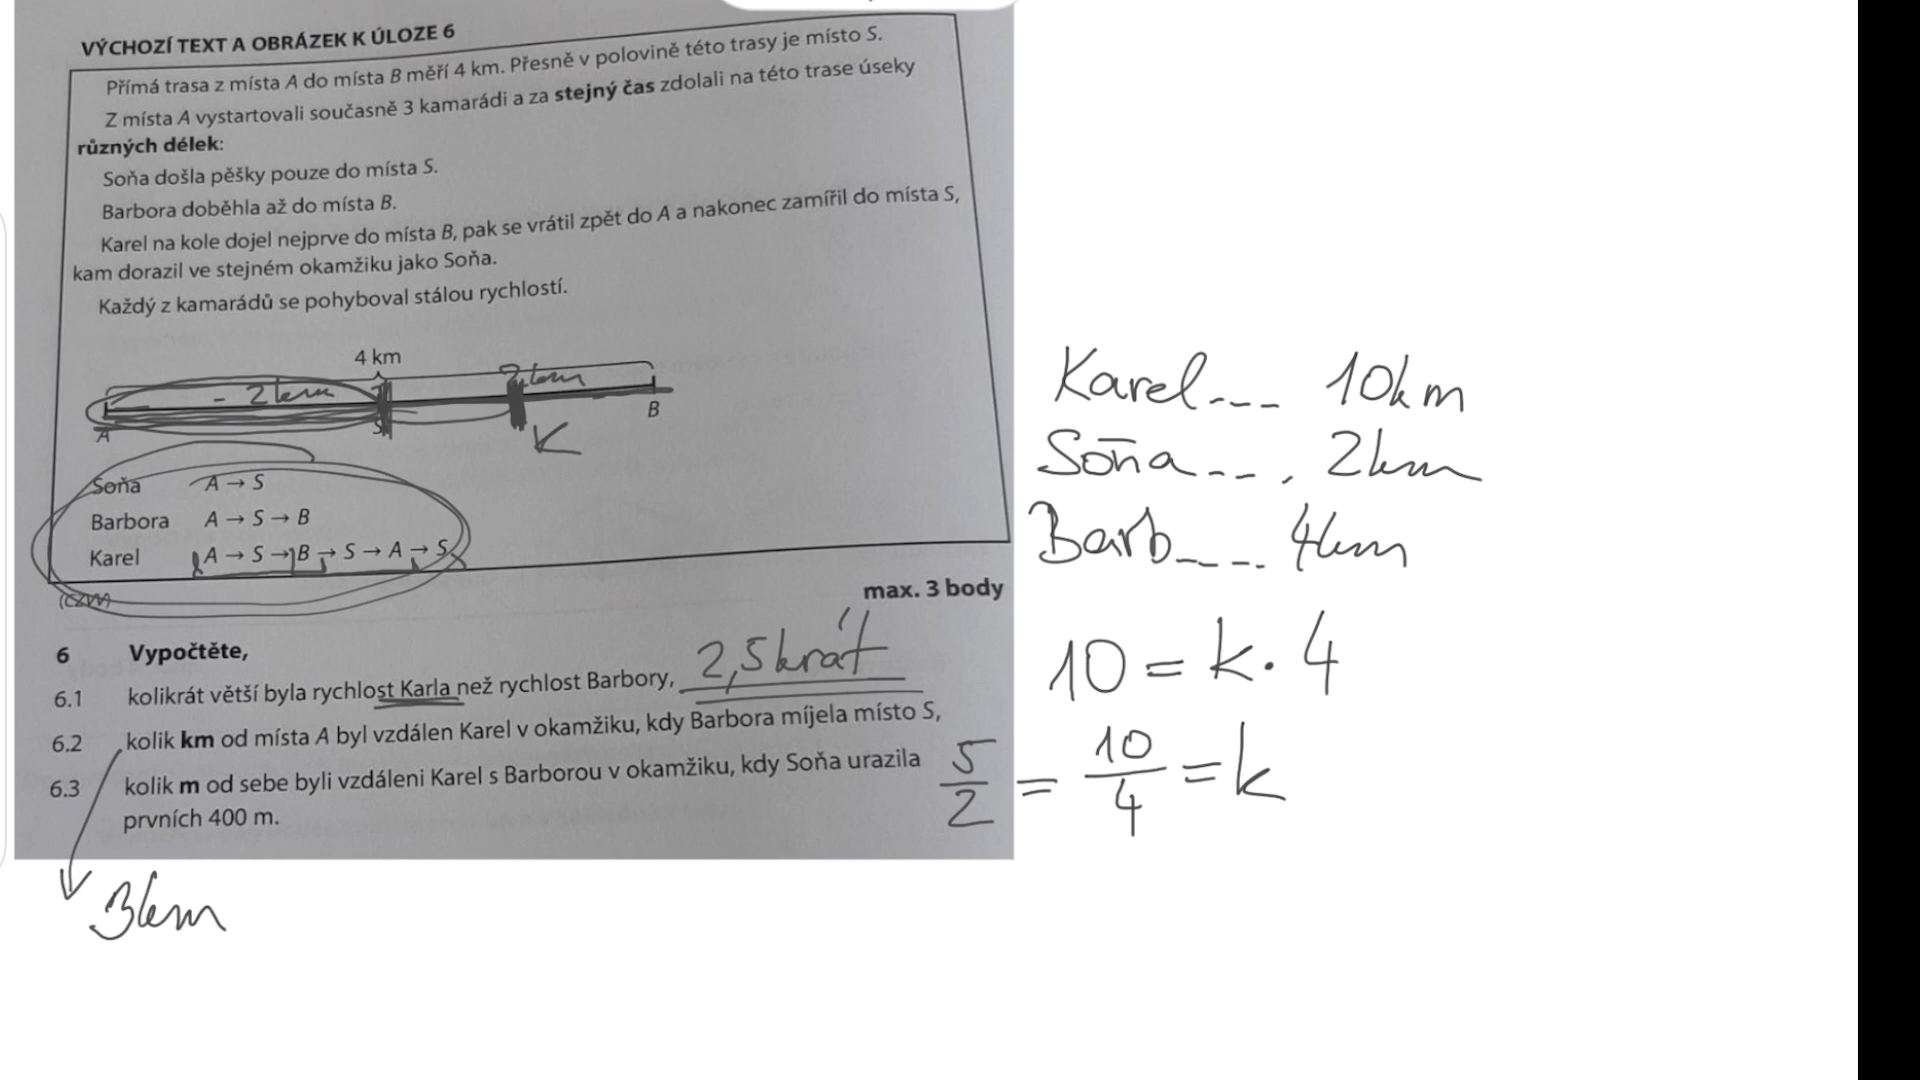 VÝCHOZÍ TEXT A OBRÁZEK K ÚLOZE 6
Přímá trasa z místa A do místa B měří 4 km. Přesně v polovině této trasy je místo S.
Z místa A vystartovali současně 3 kamarádi a za stejný čas zdolali na této trase úseky
různých délek:
Soňa došla pěšky pouze do místa S.
Barbora doběhla až do místa B.
Karel na kole dojel nejprve do místa B, pak se vrátil zpět do A a nakonec zamířil do místa S,
kam dorazil ve stejném okamžiku jako Soňa.
Každý z kamarádů se pohyboval stálou rychlostí.
4 km
- 2km
2km
A
S
B
K
Soňa A → S
Barbora A → S → B
Karel A → S → B → S → A → S
(CZVV)
max. 3 body
6 Vypočtěte,
6.1 kolikrát větší byla rychlost Karla než rychlost Barbory, 2,5krát
6.2 kolik km od místa A byl vzdálen Karel v okamžiku, kdy Barbora míjela místo S,
6.3 kolik m od sebe byli vzdáleni Karel s Barborou v okamžiku, kdy Soňa urazila
prvních 400 m.
3km
Karel--- 10km
Soňa--. 2km
Barb---- 4km
10 = k · 4
5/2 = 10/4 = k